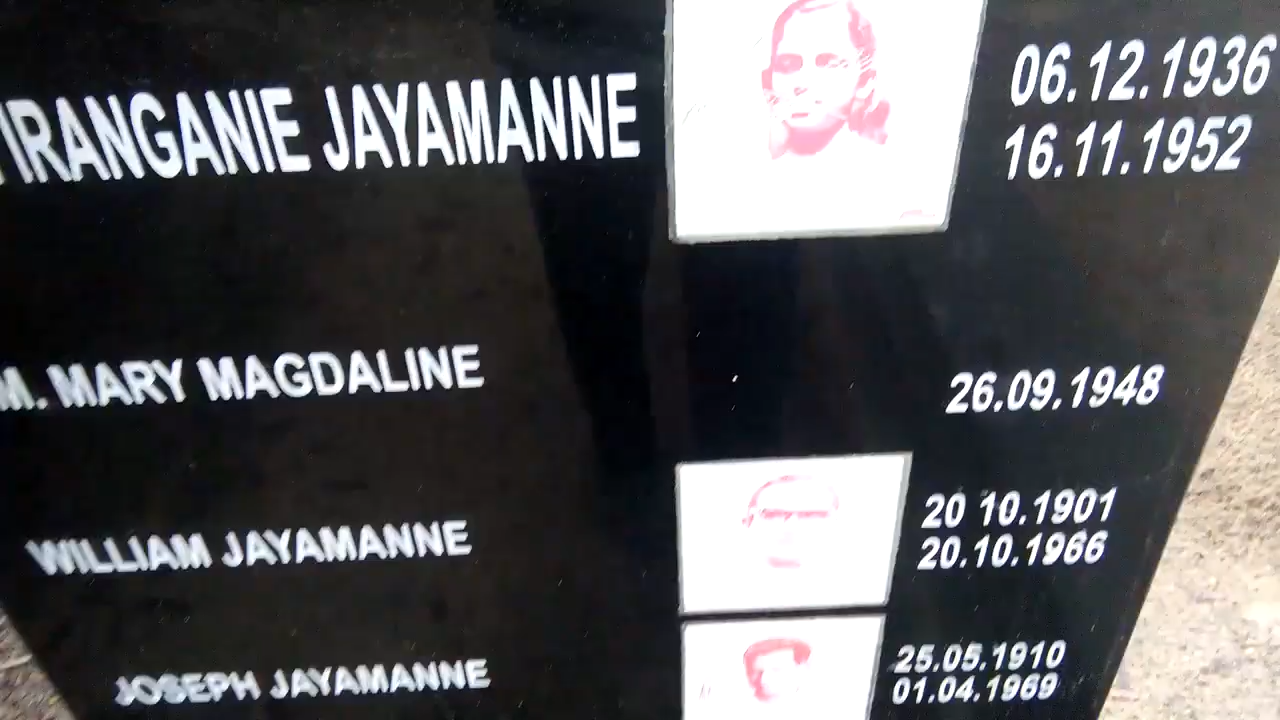 IRANGANIE JAYAMANNE
06.12.1936
16.11.1952
M. MARY MAGDALINE
26.09.1948
WILLIAM JAYAMANNE
20 10.1901
20.10.1966
JOSEPH JAYAMANNE
25.05.1910
01.04.1969